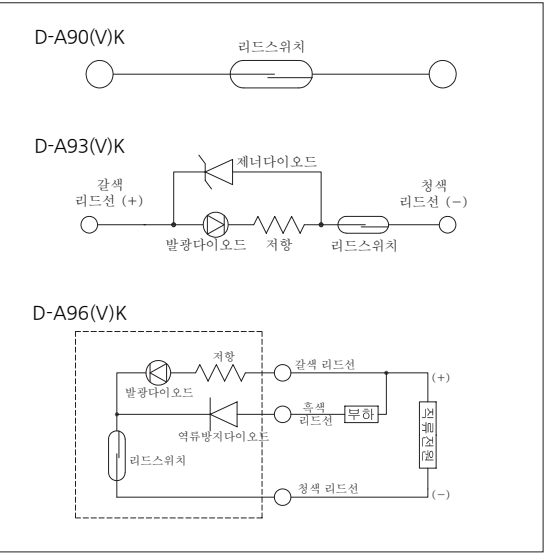 D-A90(V)K
리드스위치
D-A93(V)K
제너다이오드
갈색
리드선 (+)
청색
리드선 (−)
발광다이오드
저항
리드스위치
D-A96(V)K
저항
갈색 리드선
발광다이오드
(+)
흑색
리드선
부하
역류방지다이오드
직류전원
리드스위치
청색 리드선
(−)